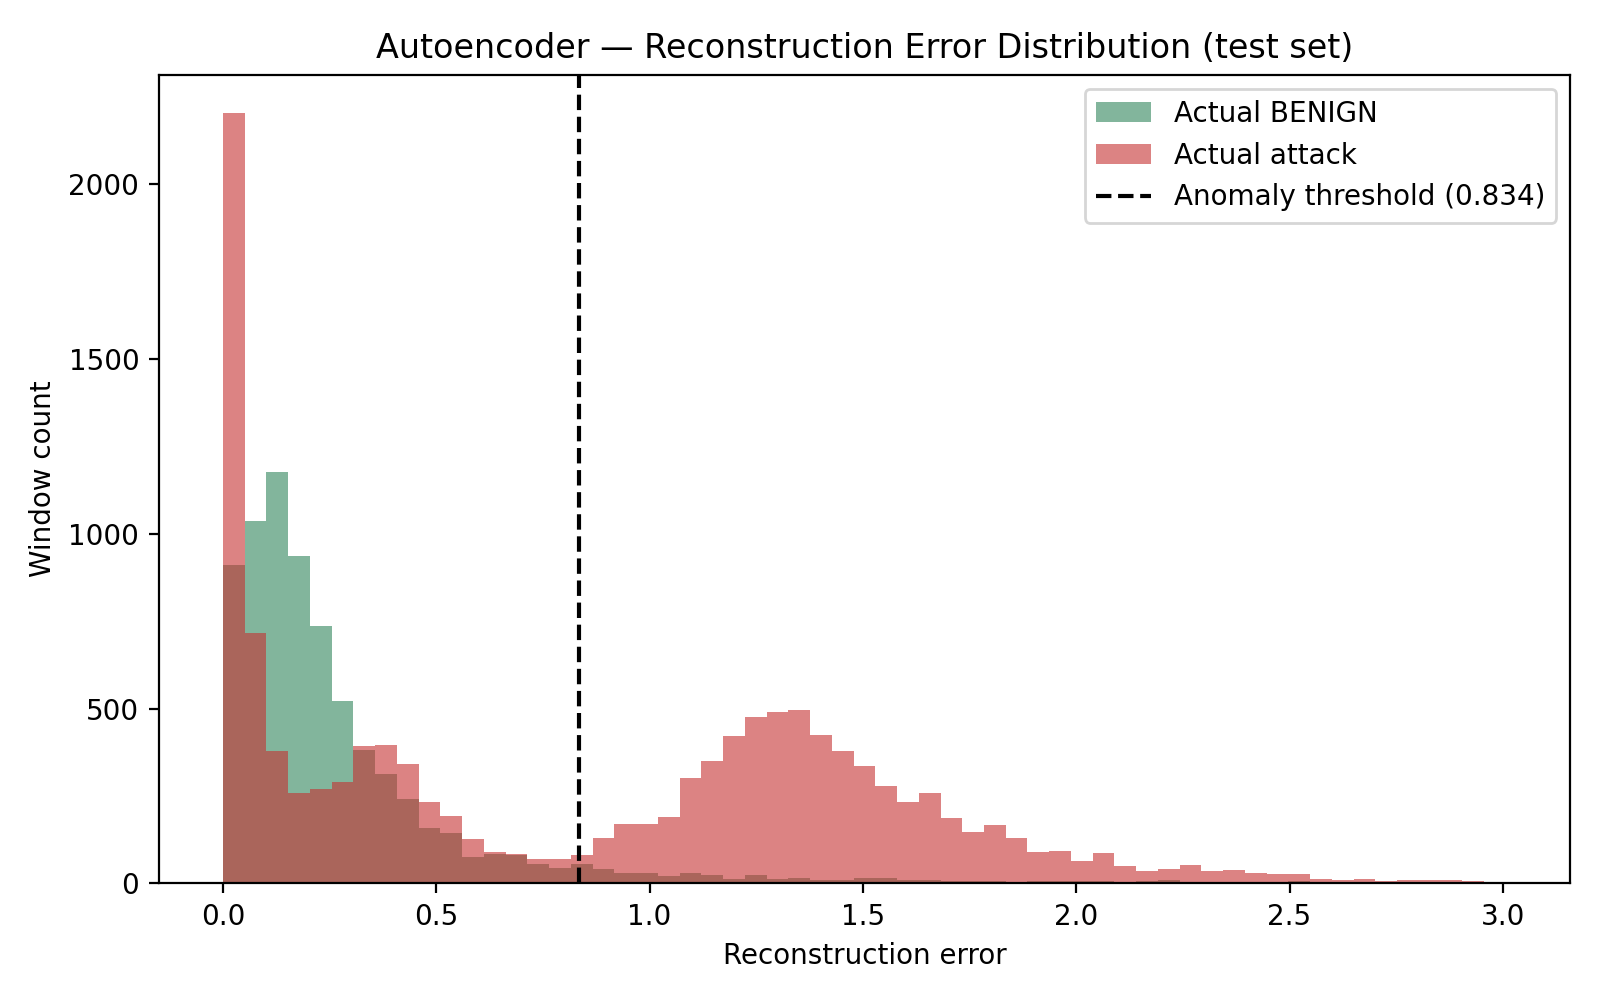 Autoencoder — Reconstruction Error Distribution (test set)
Actual BENIGN
Actual attack
Anomaly threshold (0.834)
Window count
2000
1500
1000
500
0
0.0 0.5 1.0 1.5 2.0 2.5 3.0
Reconstruction error